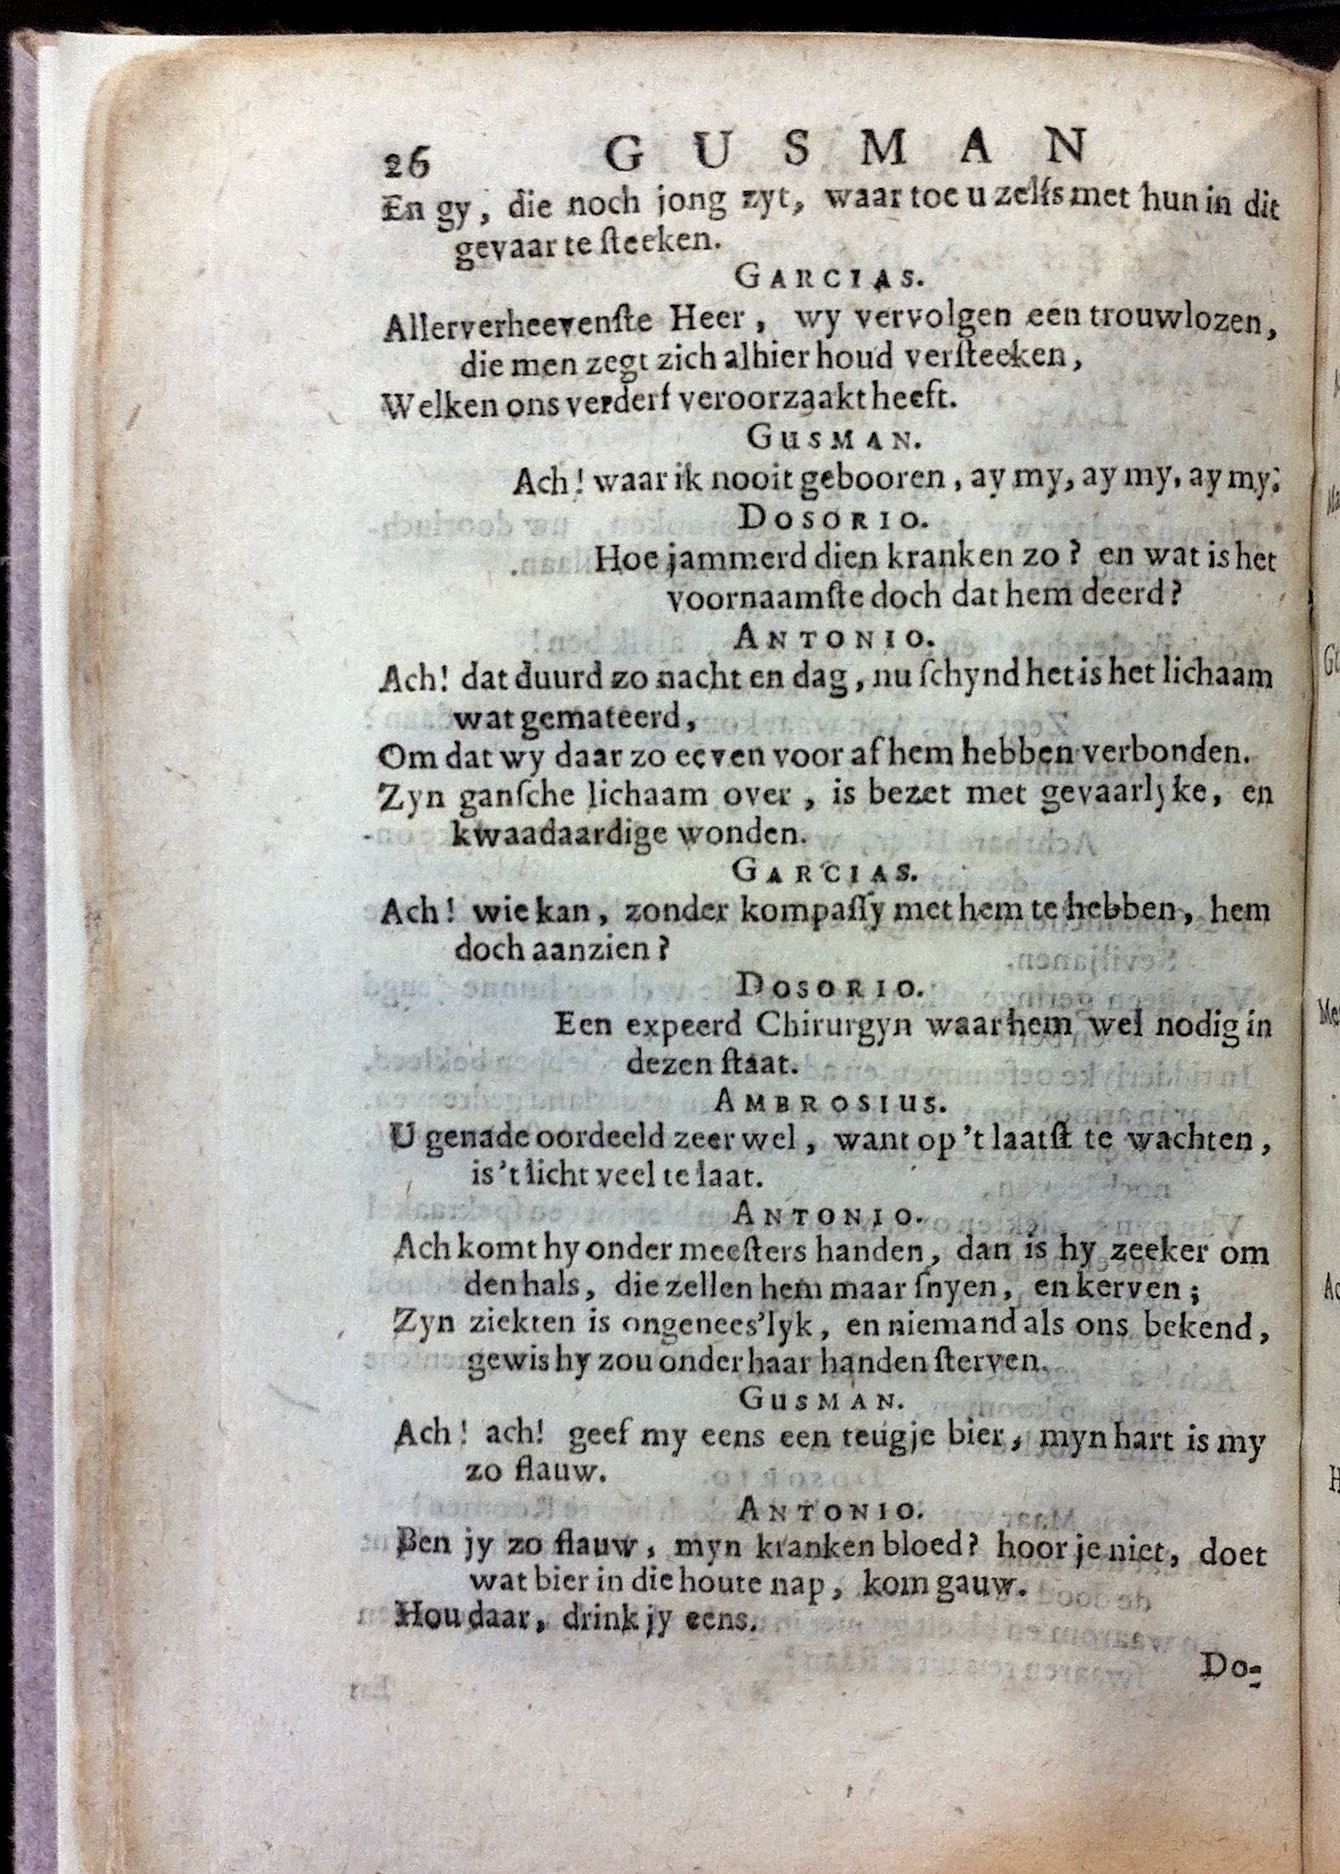 26 GUSMAN
En gy, die noch jong zyt, waar toe u zelfs met hun in dit
gevaar te ſteeken.
GARCIAS.
Allerverheevenſte Heer, wy vervolgen een trouwlozen,
die men zegt zich alhier houd verſteeken,
Welken ons verderf veroorzaakt heeft.
GUSMAN.
Ach! waar ik nooit gebooren, ay my, ay my, ay my;
DOSORIO.
Hoe jammerd dien kranken zo? en wat is het
voornaamſte doch dat hem deerd?
ANTONIO.
Ach! dat duurd zo nacht en dag, nu ſchynd het is het lichaam
wat gemateerd,
Om dat wy daar zo eeven voor af hem hebben verbonden.
Zyn ganſche lichaam over, is bezet met gevaarlyke, en
kwaadaardige wonden.
GARCIAS.
Ach! wie kan, zonder kompaſſy met hem te hebben, hem
doch aanzien?
DOSORIO.
Een expeerd Chirurgyn waar hem wel nodig in
dezen ſtaat.
AMBROSIUS.
U genade oordeeld zeer wel, want op 't laatſt te wachten,
is 't licht veel te laat.
ANTONIO.
Ach komt hy onder meeſters handen, dan is hy zeeker om
den hals, die zellen hem maar ſnyen, en kerven;
Zyn ziekten is ongenees'lyk, en niemand als ons bekend,
gewis hy zou onder haar handen ſterven.
GUSMAN.
Ach! ach! geef my eens een teugje bier, myn hart is my
zo flauw.
ANTONIO.
Ben jy zo flauw, myn kranken bloed? hoor je niet, doet
wat bier in die houte nap, kom gauw.
Hou daar, drink jy eens.
Do-